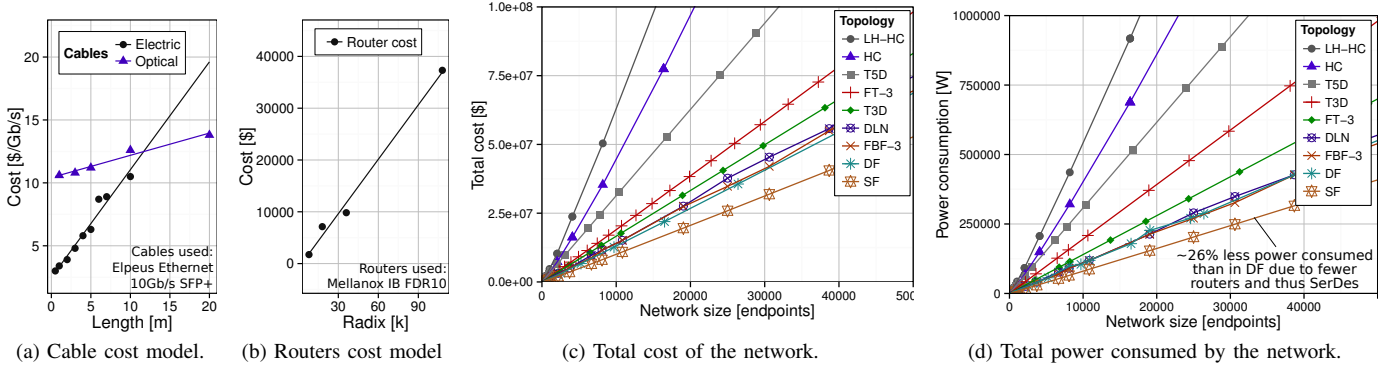 Cost [$/Gb/s]
20
15
10
5
Cables
Electric
Optical
Cables used:
Elpeus Ethernet
10Gb/s SFP+
0 5 10 15 20
Length [m]
(a) Cable cost model.
Cost [$]
40000
30000
20000
10000
0
Router cost
Routers used:
Mellanox IB FDR10
30 60 90
Radix [k]
(b) Routers cost model
Total cost [$]
1.0e+08
7.5e+07
5.0e+07
2.5e+07
0.0e+00
Topology
LH−HC
HC
T5D
FT−3
T3D
DLN
FBF−3
DF
SF
0 10000 20000 30000 40000 500
Network size [endpoints]
(c) Total cost of the network.
Power consumption [W]
1000000
750000
500000
250000
0
Topology
LH−HC
HC
T5D
T3D
FT−3
DLN
FBF−3
DF
SF
~26% less power consumed
than in DF due to fewer
routers and thus SerDes
0 10000 20000 30000 40000
Network size [endpoints]
(d) Total power consumed by the network.